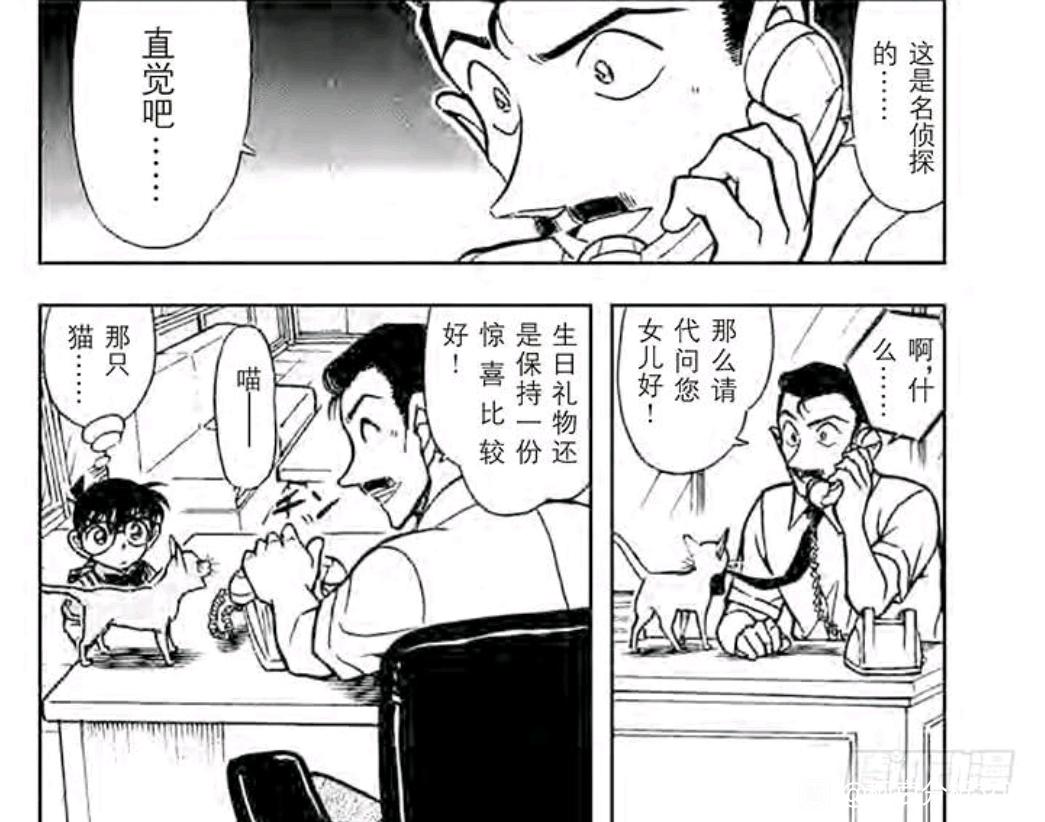 这是名侦探
的……
直觉吧……
啊,什
么……
那么请
代问您
女儿好！
生日礼物还
是保持一份
惊喜比较
好！
喵——
那只
猫……